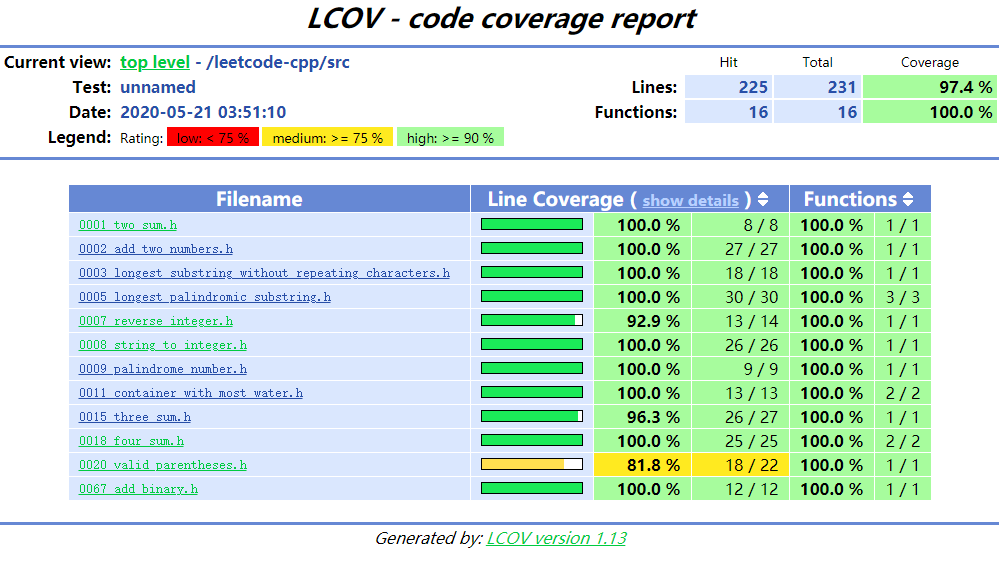 LCOV - code coverage report
Current view: top level - /leetcode-cpp/src Hit Total Coverage
Test: unnamed Lines: 225 231 97.4 %
Date: 2020-05-21 03:51:10 Functions: 16 16 100.0 %
Legend: Rating: low: < 75 % medium: >= 75 % high: >= 90 %
Filename Line Coverage ( show details ) Functions
0001_two_sum.h 100.0 % 8 / 8 100.0 % 1 / 1
0002_add_two_numbers.h 100.0 % 27 / 27 100.0 % 1 / 1
0003_longest_substring_without_repeating_characters.h 100.0 % 18 / 18 100.0 % 1 / 1
0005_longest_palindromic_substring.h 100.0 % 30 / 30 100.0 % 3 / 3
0007_reverse_integer.h 92.9 % 13 / 14 100.0 % 1 / 1
0008_string_to_integer.h 100.0 % 26 / 26 100.0 % 1 / 1
0009_palindrome_number.h 100.0 % 9 / 9 100.0 % 1 / 1
0011_container_with_most_water.h 100.0 % 13 / 13 100.0 % 2 / 2
0015_three_sum.h 96.3 % 26 / 27 100.0 % 1 / 1
0018_four_sum.h 100.0 % 25 / 25 100.0 % 2 / 2
0020_valid_parentheses.h 81.8 % 18 / 22 100.0 % 1 / 1
0067_add_binary.h 100.0 % 12 / 12 100.0 % 1 / 1
Generated by: LCOV version 1.13